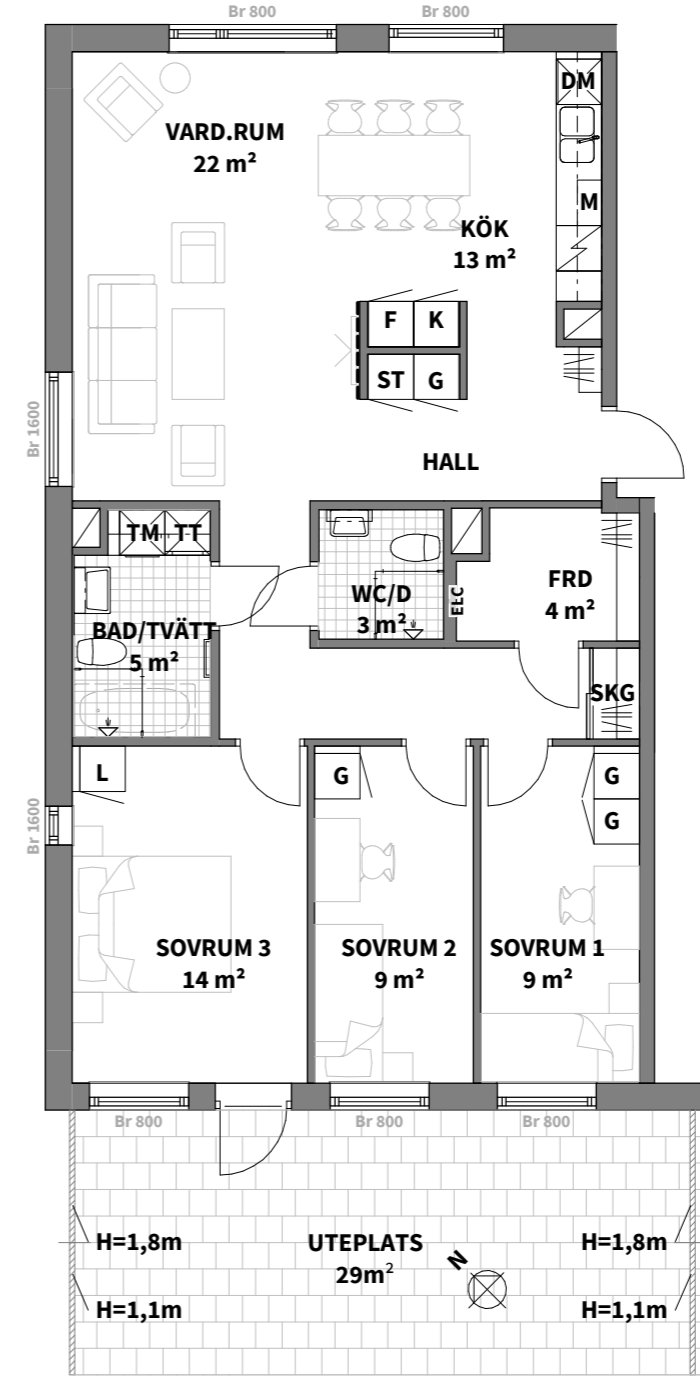 Br 800
Br 800
DM
VARD.RUM
22 m²
M
KÖK
13 m²
F
K
ST
G
Br 1600
HALL
TM
TT
WC/D
3 m²
ELC
FRD
4 m²
BAD/TVÄTT
5 m²
SKG
L
G
G
G
Br 1600
SOVRUM 3
14 m²
SOVRUM 2
9 m²
SOVRUM 1
9 m²
Br 800
Br 800
Br 800
H=1,8m
UTEPLATS
29m²
N
H=1,8m
H=1,1m
H=1,1m